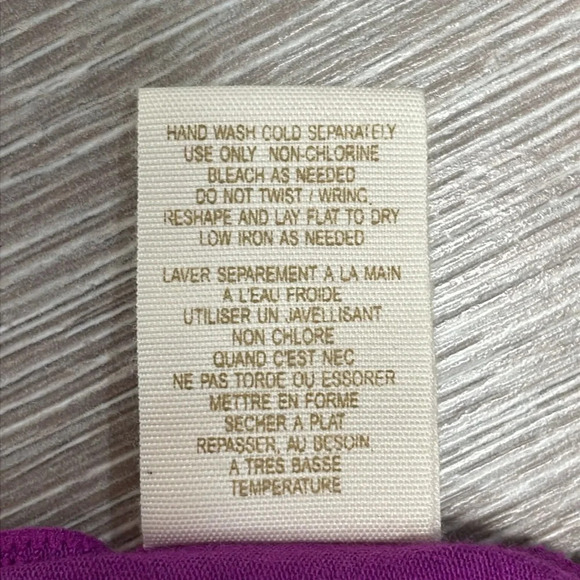 HAND WASH COLD SEPARATELY
USE ONLY NON-CHLORINE
BLEACH AS NEEDED
DO NOT TWIST / WRING
RESHAPE AND LAY FLAT TO DRY
LOW IRON AS NEEDED
LAVER SEPAREMENT A LA MAIN
A L'EAU FROIDE
UTILISER UN JAVELLISANT
NON CHLORE
QUAND C'EST NEC
NE PAS TORDE OU ESSORER
METTRE EN FORME
SECHER A PLAT
REPASSER, AU BESOIN,
A TRES BASSE
TEMPERATURE